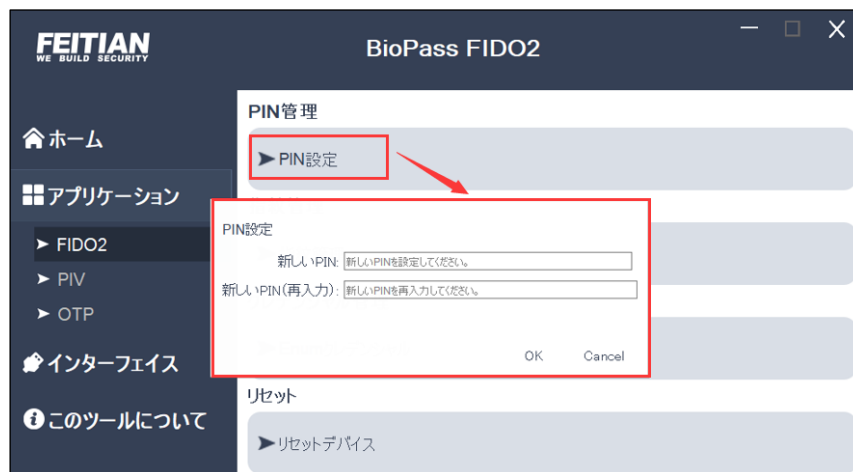 FEITIAN
WE BUILD SECURITY
BioPass FIDO2
ホーム
アプリケーション
FIDO2
PIV
OTP
インターフェイス
このツールについて
PIN管理
PIN設定
PIN設定
新しいPIN: 新しいPINを設定してください。
新しいPIN(再入力): 新しいPINを再入力してください。
OK Cancel
リセット
リセットデバイス